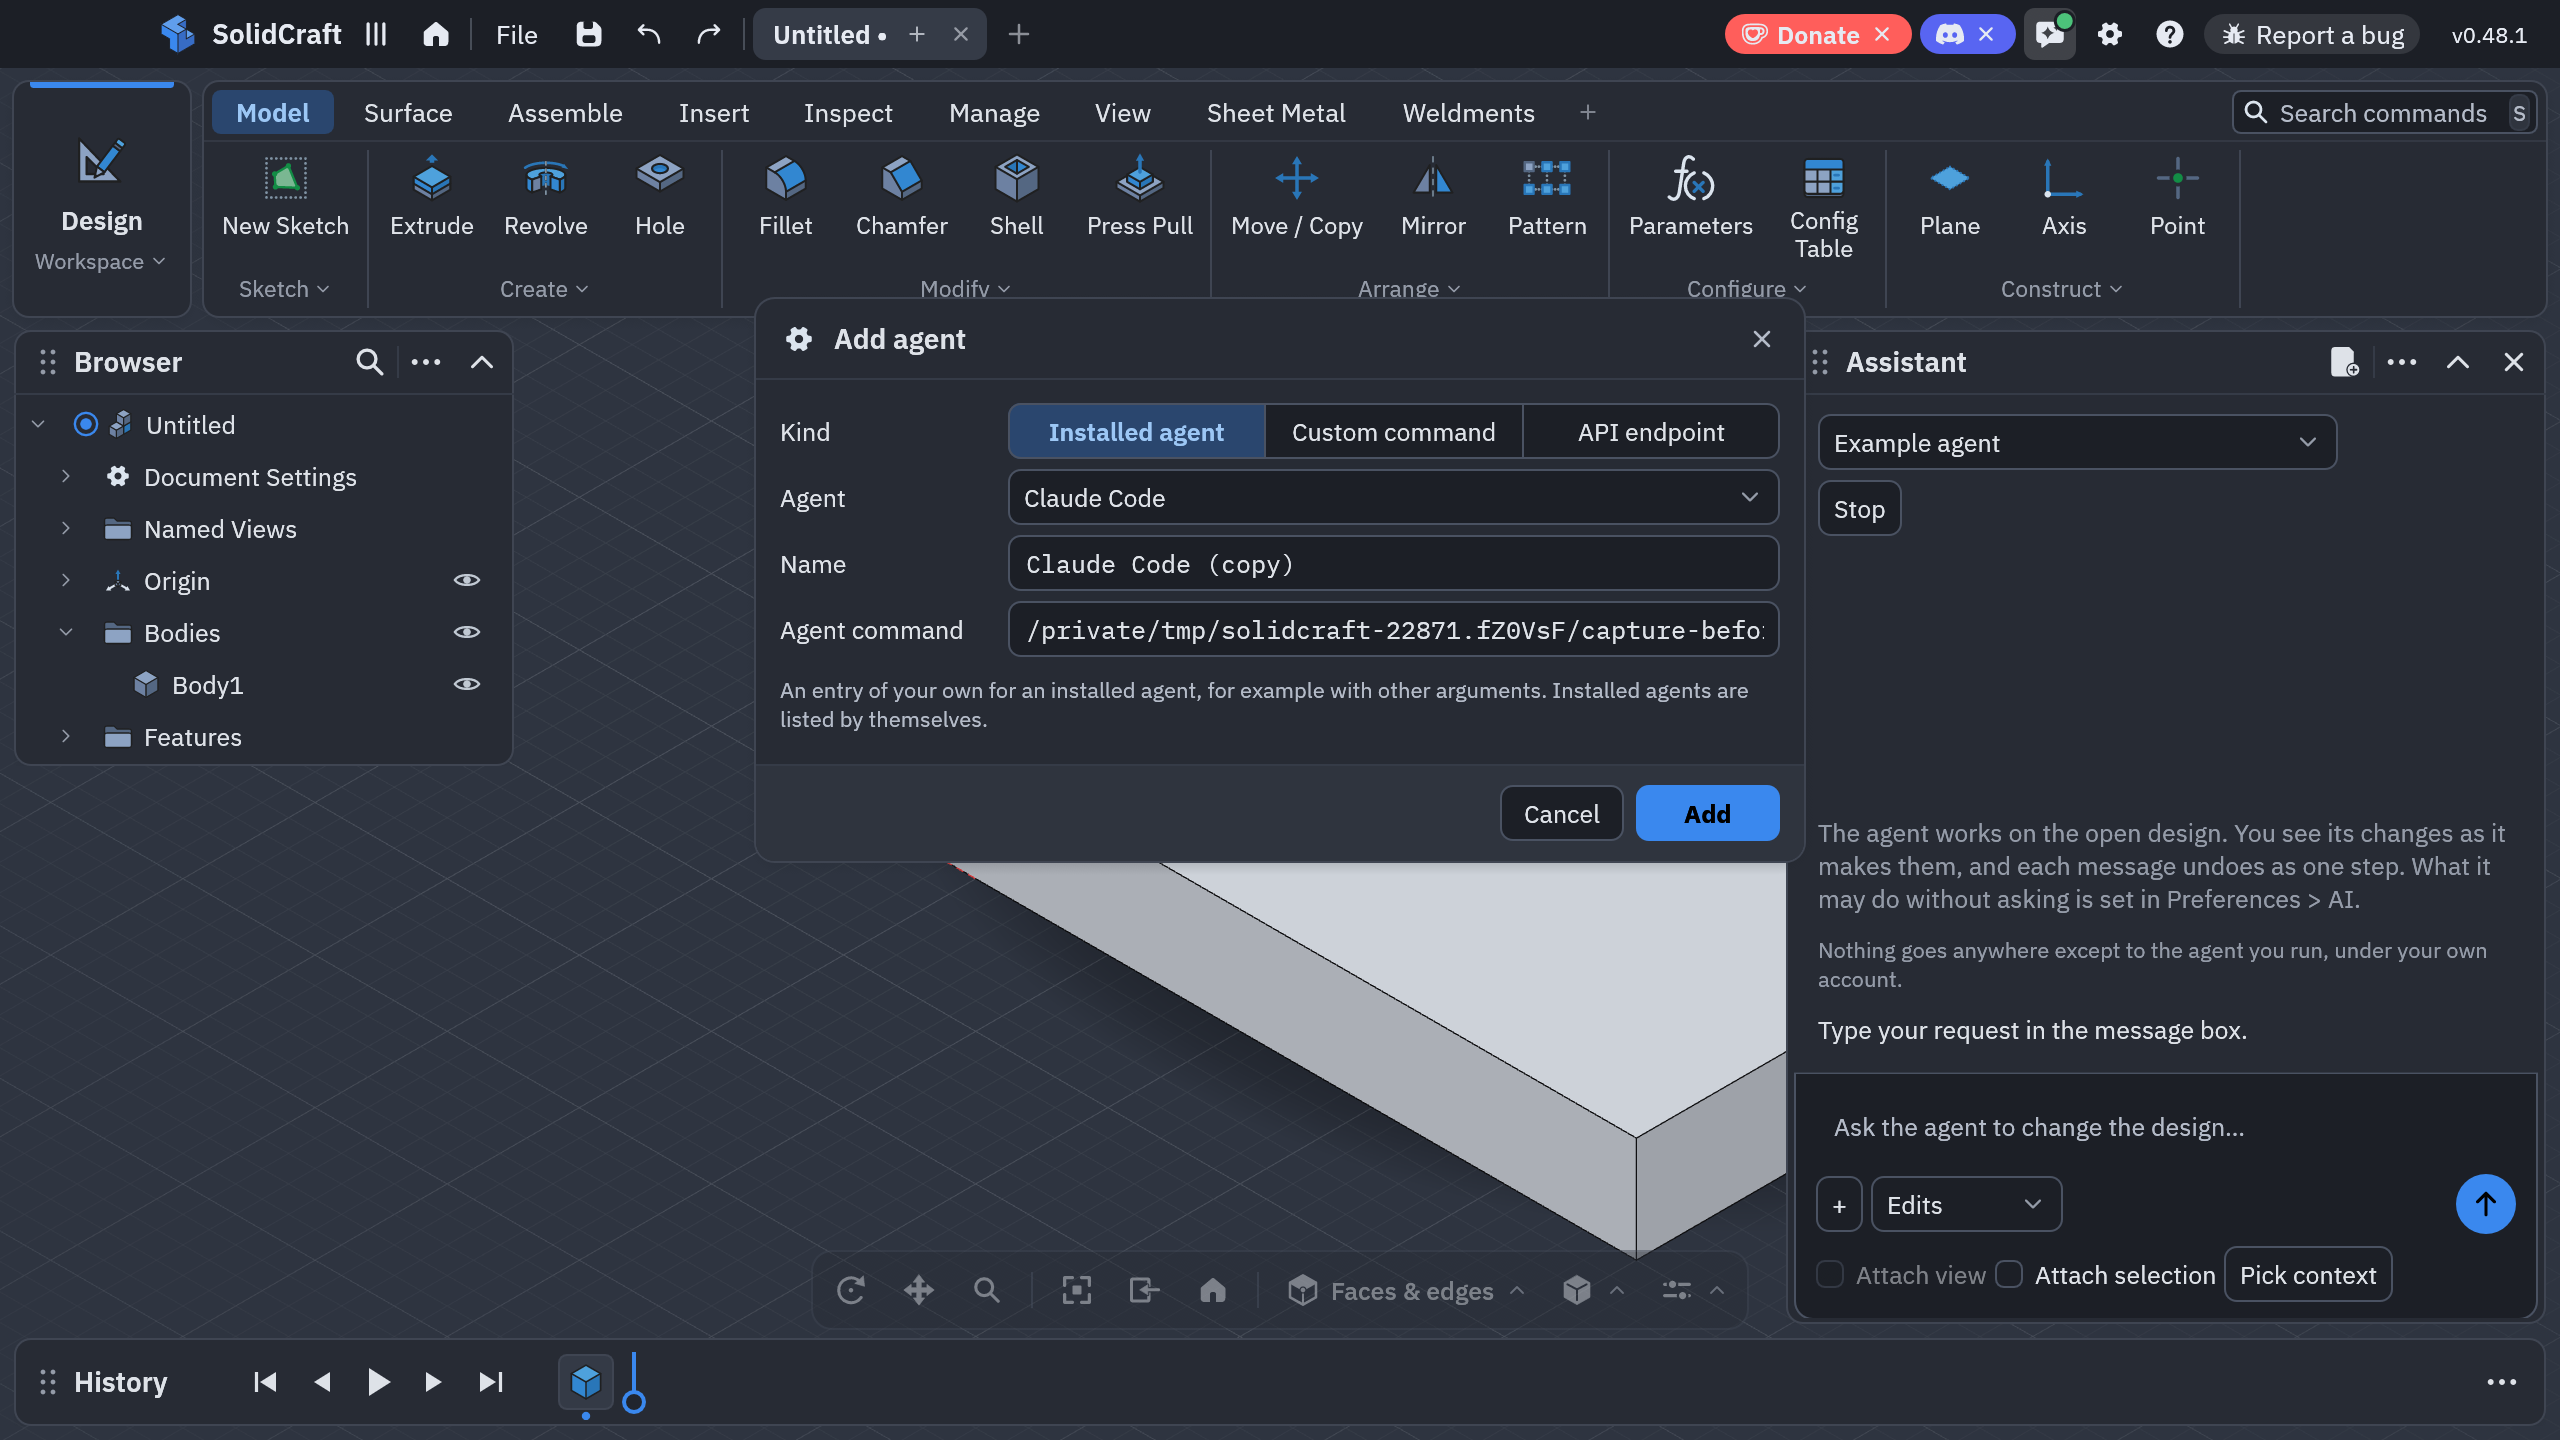 SolidCraft
File
Untitled •
Donate
Report a bug
v0.48.1
Design
Workspace
Model
Surface
Assemble
Insert
Inspect
Manage
View
Sheet Metal
Weldments
Search commands
S
New Sketch
Extrude
Revolve
Hole
Fillet
Chamfer
Shell
Press Pull
Move / Copy
Mirror
Pattern
Parameters
Config
Table
Plane
Axis
Point
Sketch
Create
Modify
Arrange
Configure
Construct
Browser
Untitled
Document Settings
Named Views
Origin
Bodies
Body1
Features
Add agent
Kind
Installed agent
Custom command
API endpoint
Agent
Claude Code
Name
Claude Code (copy)
Agent command
/private/tmp/solidcraft-22871.fZ0VsF/capture-befo
An entry of your own for an installed agent, for example with other arguments. Installed agents are
listed by themselves.
Cancel
Add
Assistant
Example agent
Stop
The agent works on the open design. You see its changes as it
makes them, and each message undoes as one step. What it
may do without asking is set in Preferences > AI.
Nothing goes anywhere except to the agent you run, under your own
account.
Type your request in the message box.
Ask the agent to change the design...
+
Edits
Attach view
Attach selection
Pick context
Faces & edges
History